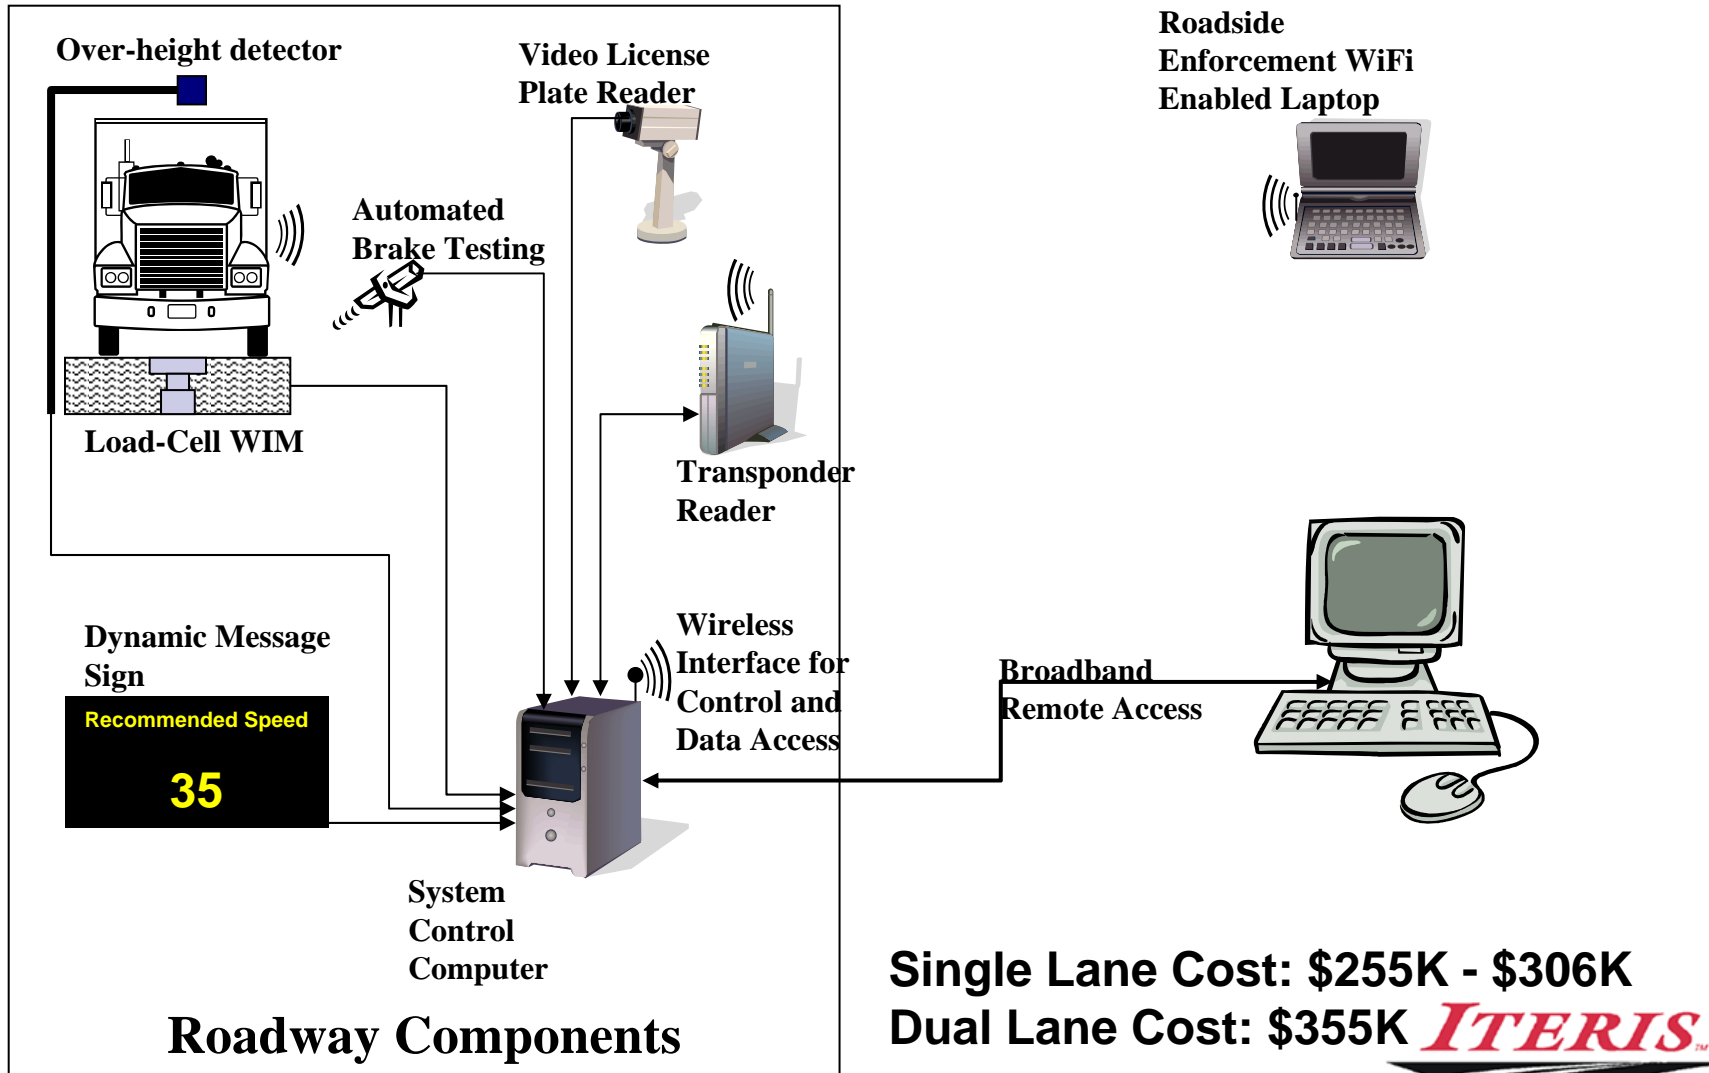 Over-height detector
Video License
Plate Reader
Roadside
Enforcement WiFi
Enabled Laptop
Automated
Brake Testing
Load-Cell WIM
Transponder
Reader
Dynamic Message
Sign
Recommended Speed
35
Wireless
Interface for
Control and
Data Access
Broadband
Remote Access
System
Control
Computer
Roadway Components
Single Lane Cost: $255K - $306K
Dual Lane Cost: $355K
ITERIS™